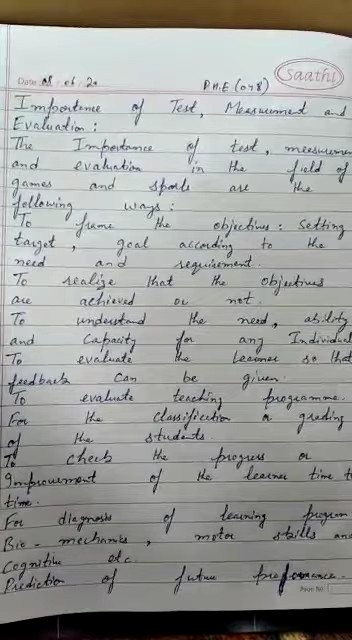 Saathi
Date 08 / 06 / 20
P.H.E (048)
Importance of Test, Measurement and
Evaluation:
The Importance of test, measuremen
and evaluation in the field of
games and sports are the
following ways:
To frame the objectives: Setting
target, goal according to the
need and requirement.
To realize that the objectives
are achieved or not.
To understand the need, ability
and capacity for any Individual
To evaluate the learner so that
feedback can be given.
To evaluate teaching programme.
For the classification or grading
of the students.
To check the progress or
Improvement of the learner time to
time.
For diagnosis of learning program
Bio-mechanics, motor skills and
Cognitive etc.
Prediction of future
Page No.